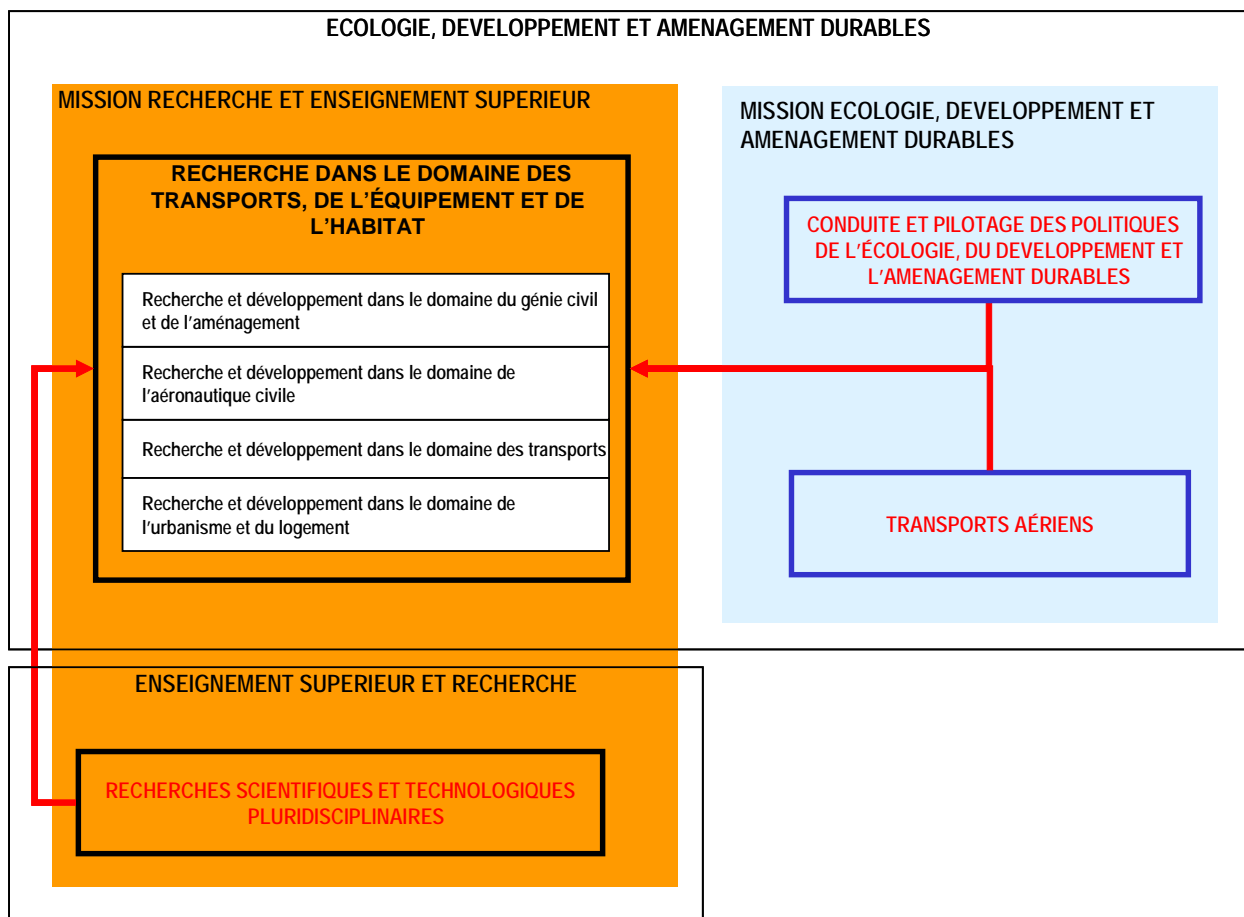 ECOLOGIE, DEVELOPPEMENT ET AMENAGEMENT DURABLES
MISSION RECHERCHE ET ENSEIGNEMENT SUPERIEUR
RECHERCHE DANS LE DOMAINE DES
TRANSPORTS, DE L'ÉQUIPEMENT ET DE
L'HABITAT
Recherche et développement dans le domaine du génie civil
et de l'aménagement
Recherche et développement dans le domaine de
l'aéronautique civile
Recherche et développement dans le domaine des transports
Recherche et développement dans le domaine de
l'urbanisme et du logement
MISSION ECOLOGIE, DEVELOPPEMENT ET
AMENAGEMENT DURABLES
CONDUITE ET PILOTAGE DES POLITIQUES
DE L'ÉCOLOGIE, DU DEVELOPPEMENT ET
L'AMENAGEMENT DURABLES
TRANSPORTS AÉRIENS
ENSEIGNEMENT SUPERIEUR ET RECHERCHE
RECHERCHES SCIENTIFIQUES ET TECHNOLOGIQUES
PLURIDISCIPLINAIRES